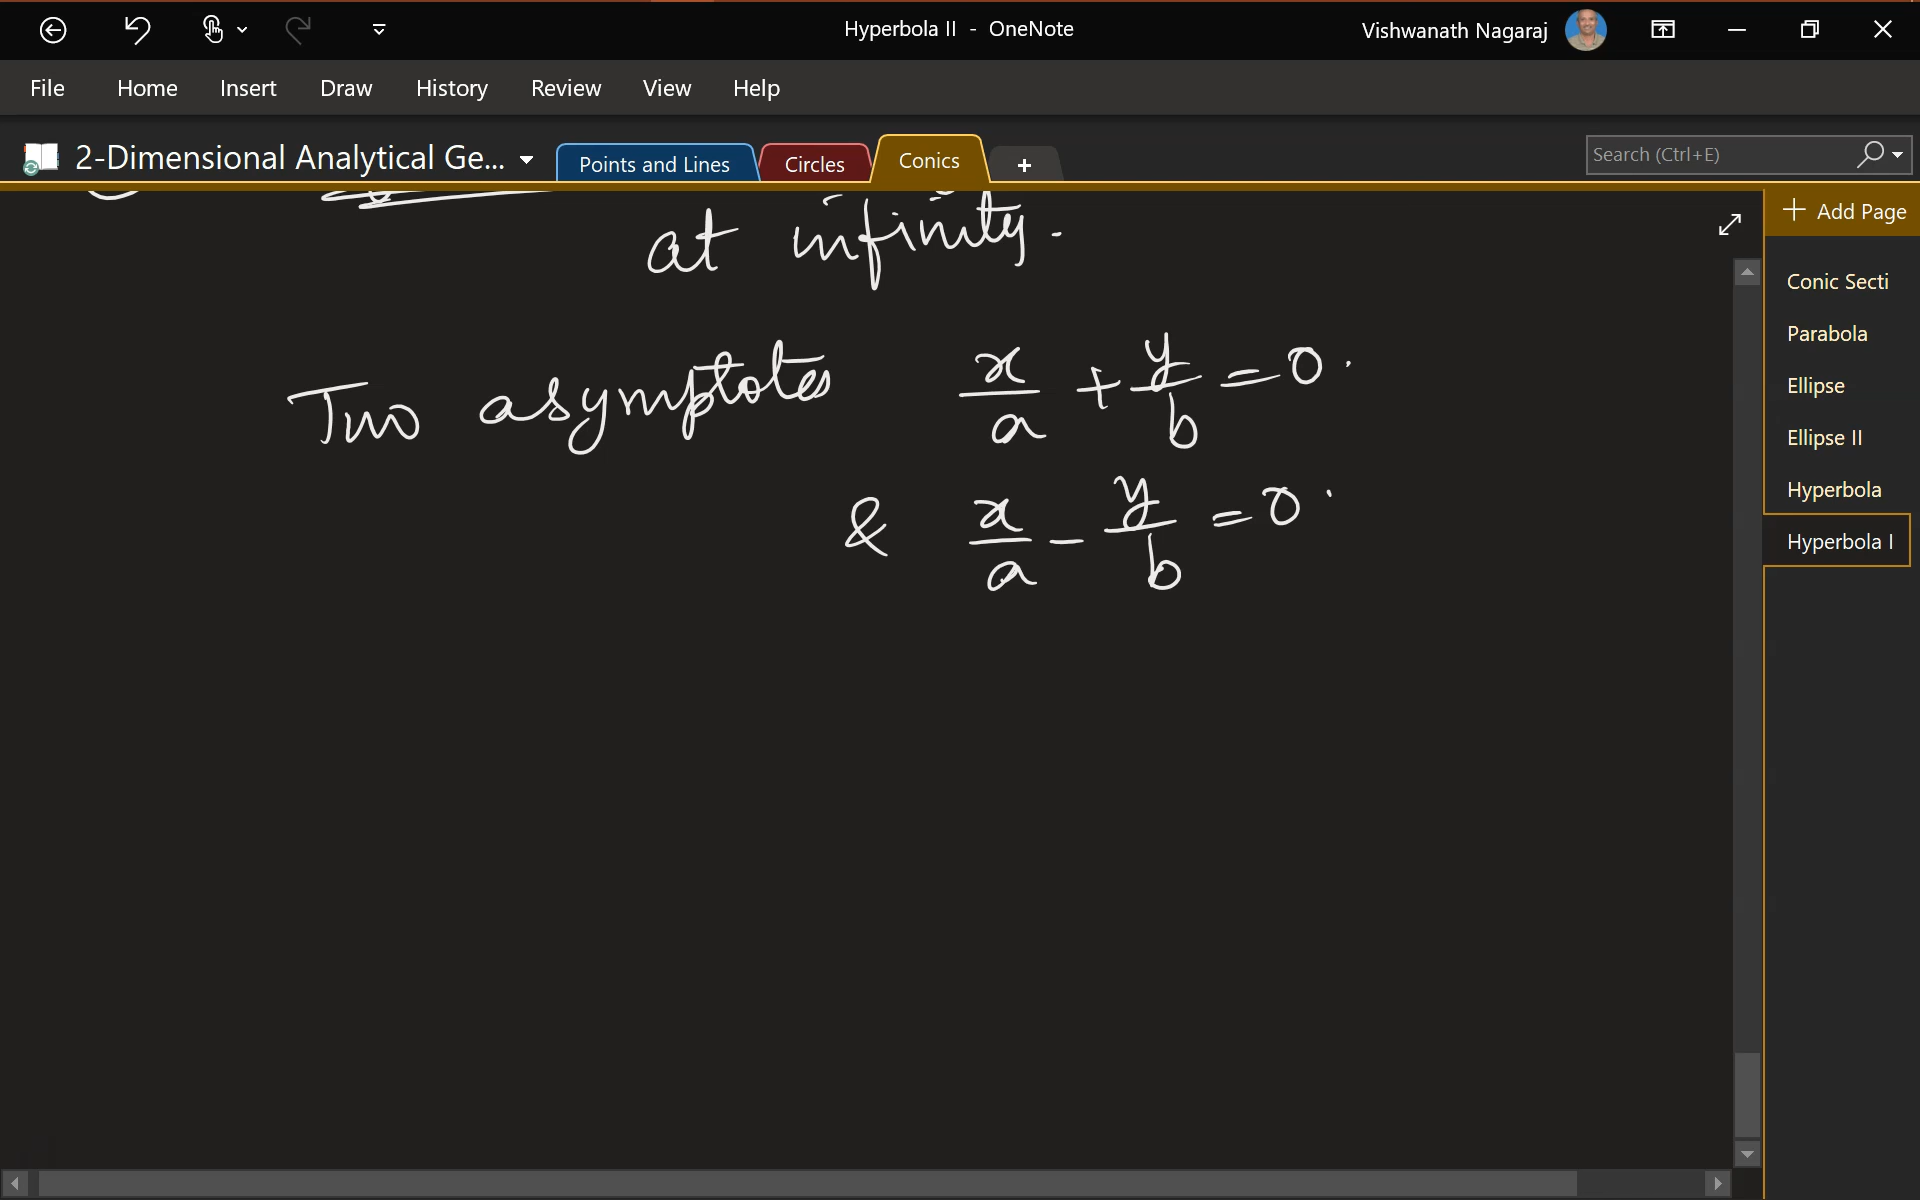 Hyperbola II - OneNote
Vishwanath Nagaraj
File Home Insert Draw History Review View Help
2-Dimensional Analytical Ge...
Points and Lines
Circles
Conics
+
Search (Ctrl+E)
+ Add Page
Conic Secti
Parabola
Ellipse
Ellipse II
Hyperbola
Hyperbola I
at infinity.
Two asymptotes x/a + y/b = 0.
& x/a - y/b = 0.